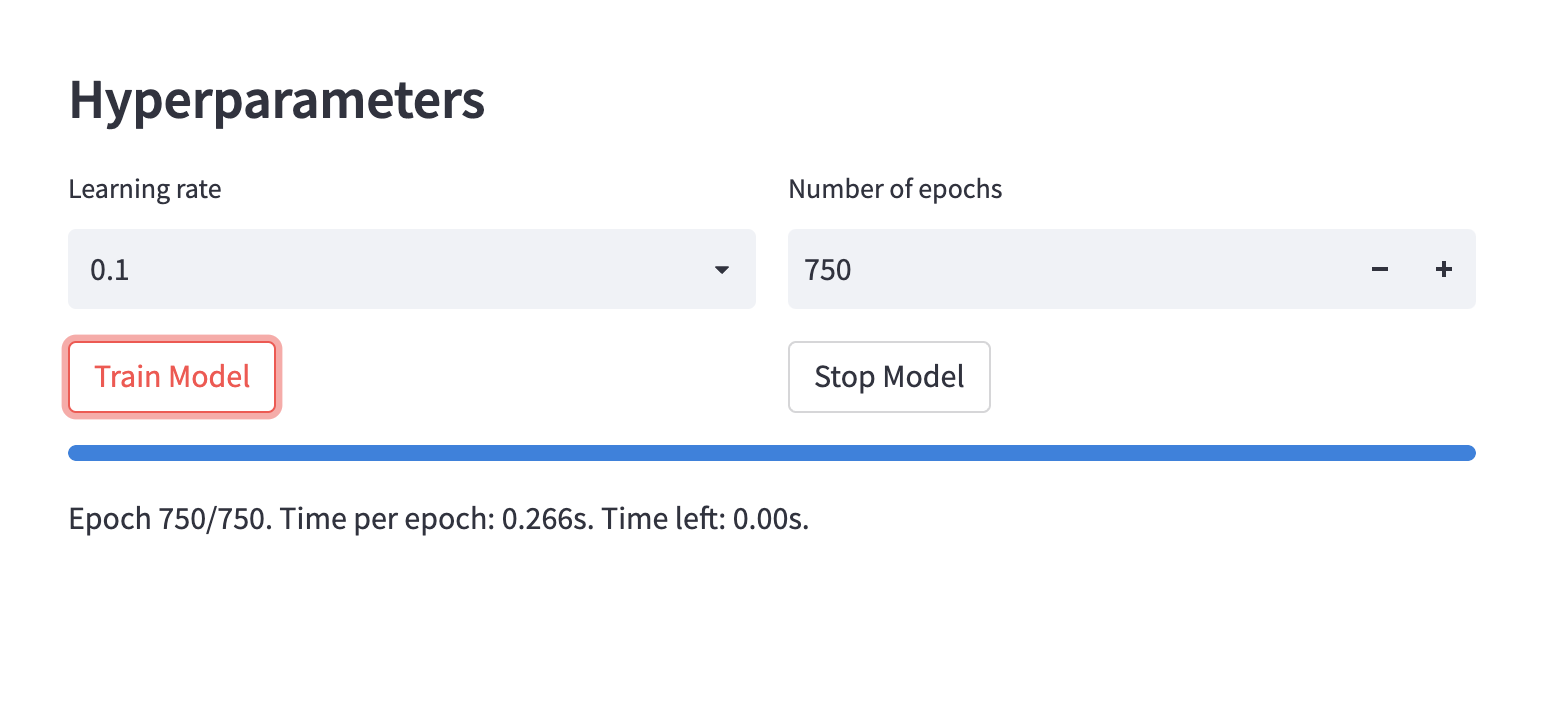 Hyperparameters
Learning rate
Number of epochs
0.1
750
Train Model
Stop Model
Epoch 750/750. Time per epoch: 0.266s. Time left: 0.00s.